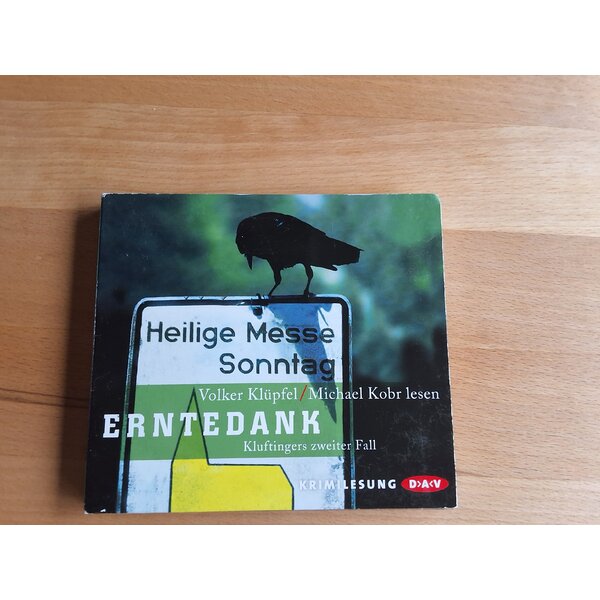 Heilige Messe
Sonntag
Volker Klüpfel/Michael Kobr lesen
ERNTEDANK
Kluftingers zweiter Fall
KRIMILESUNG D>A<V